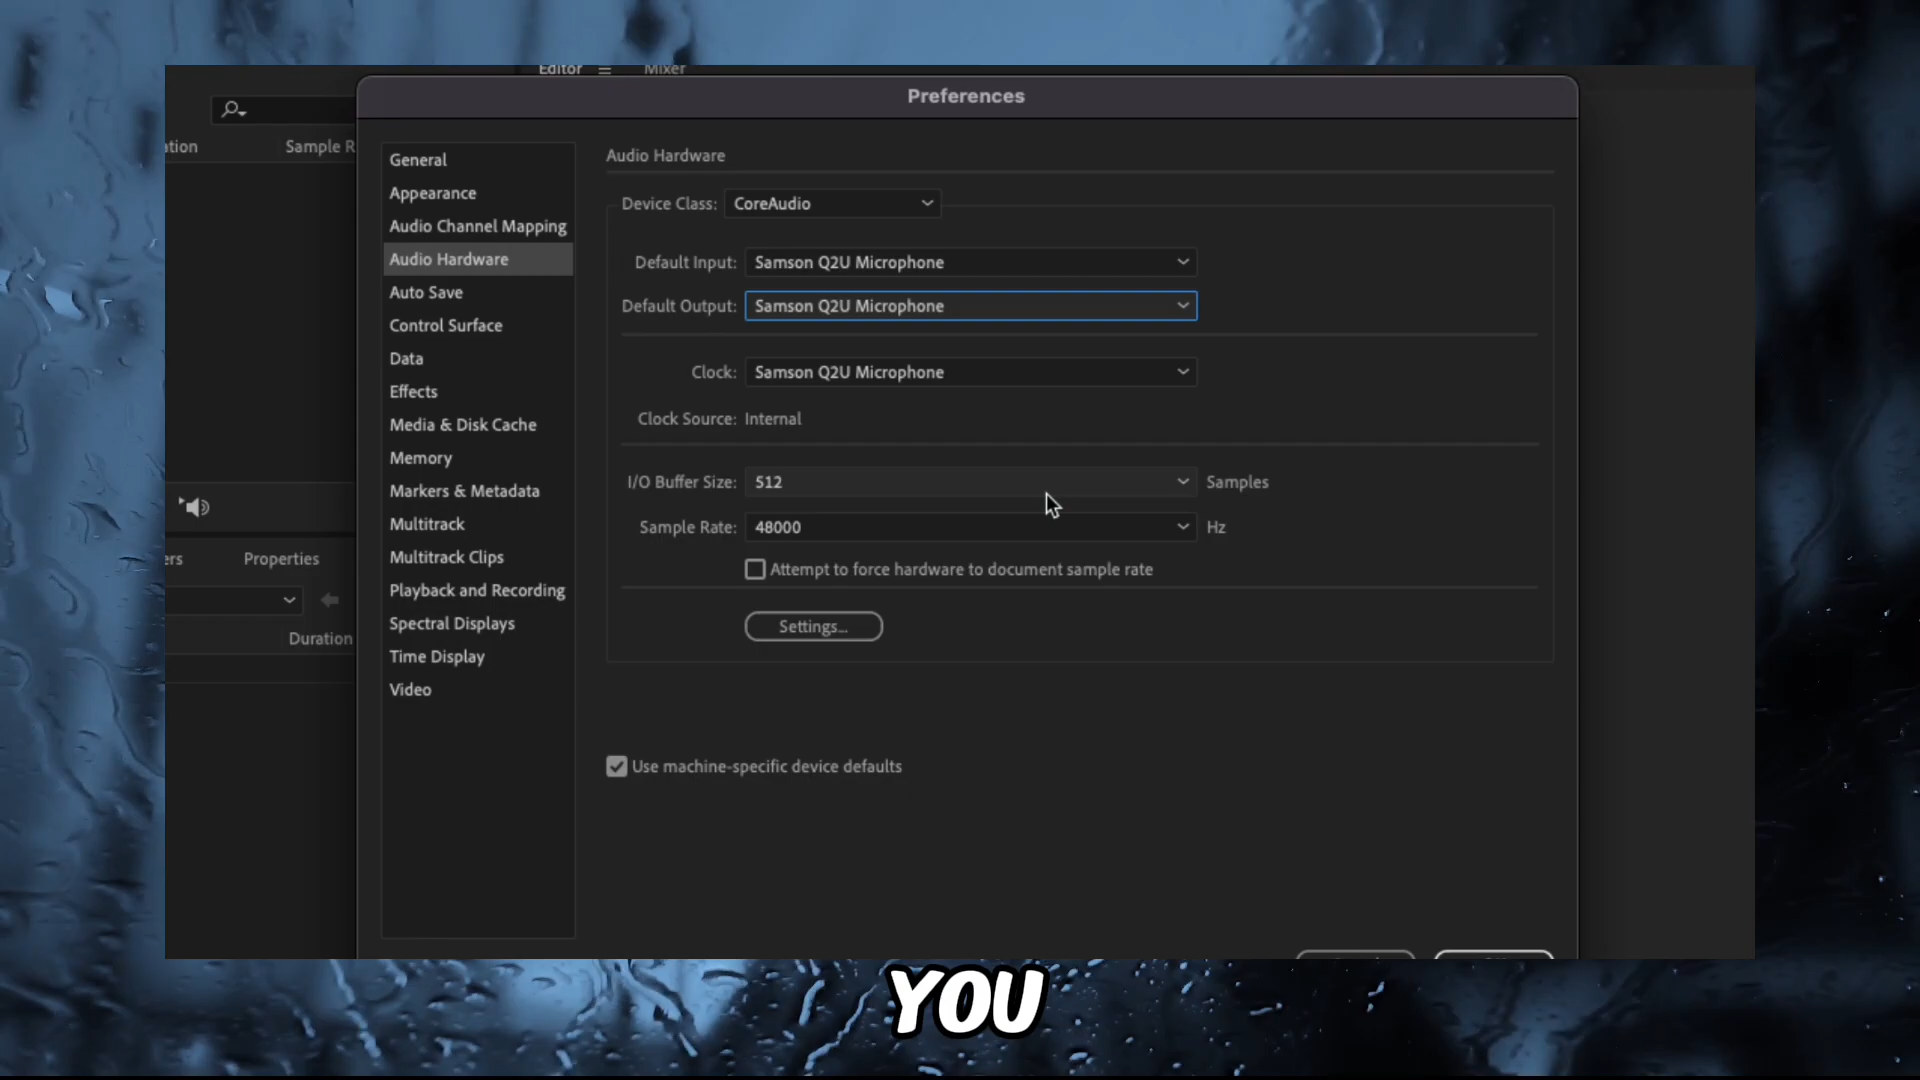 Editor
Mixer
Preferences
ation
Sample R
General
Appearance
Audio Channel Mapping
Audio Hardware
Auto Save
Control Surface
Data
Effects
Media & Disk Cache
Memory
Markers & Metadata
Multitrack
Multitrack Clips
Playback and Recording
Spectral Displays
Time Display
Video
Audio Hardware
Device Class: CoreAudio
Default Input: Samson Q2U Microphone
Default Output: Samson Q2U Microphone
Clock: Samson Q2U Microphone
Clock Source: Internal
I/O Buffer Size: 512 Samples
Sample Rate: 48000 Hz
Attempt to force hardware to document sample rate
Settings...
Use machine-specific device defaults
ers
Properties
Duration
YOU